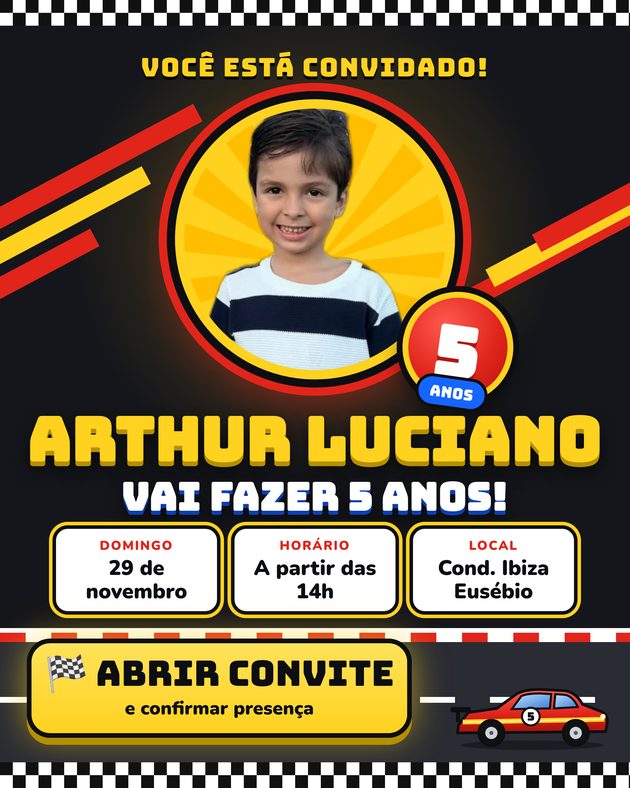 VOCÊ ESTÁ CONVIDADO!
5
ANOS
ARTHUR LUCIANO
VAI FAZER 5 ANOS!
DOMINGO
29 de
novembro
HORÁRIO
A partir das
14h
LOCAL
Cond. Ibiza
Eusébio
ABRIR CONVITE
e confirmar presença
5